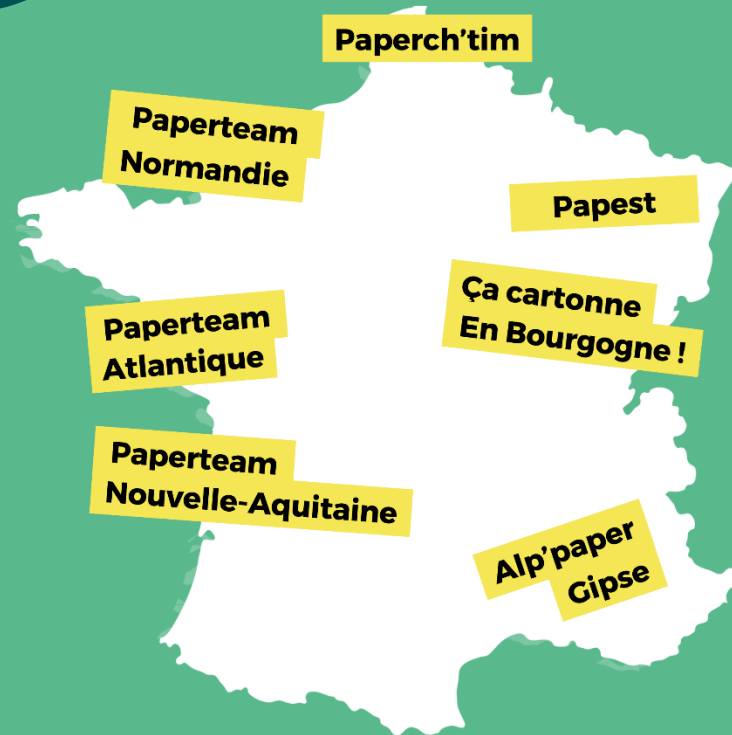 Paperch’tim
Paperteam
Normandie
Papest
Ça cartonne
En Bourgogne !
Paperteam
Atlantique
Paperteam
Nouvelle-Aquitaine
Alp’paper
Gipse